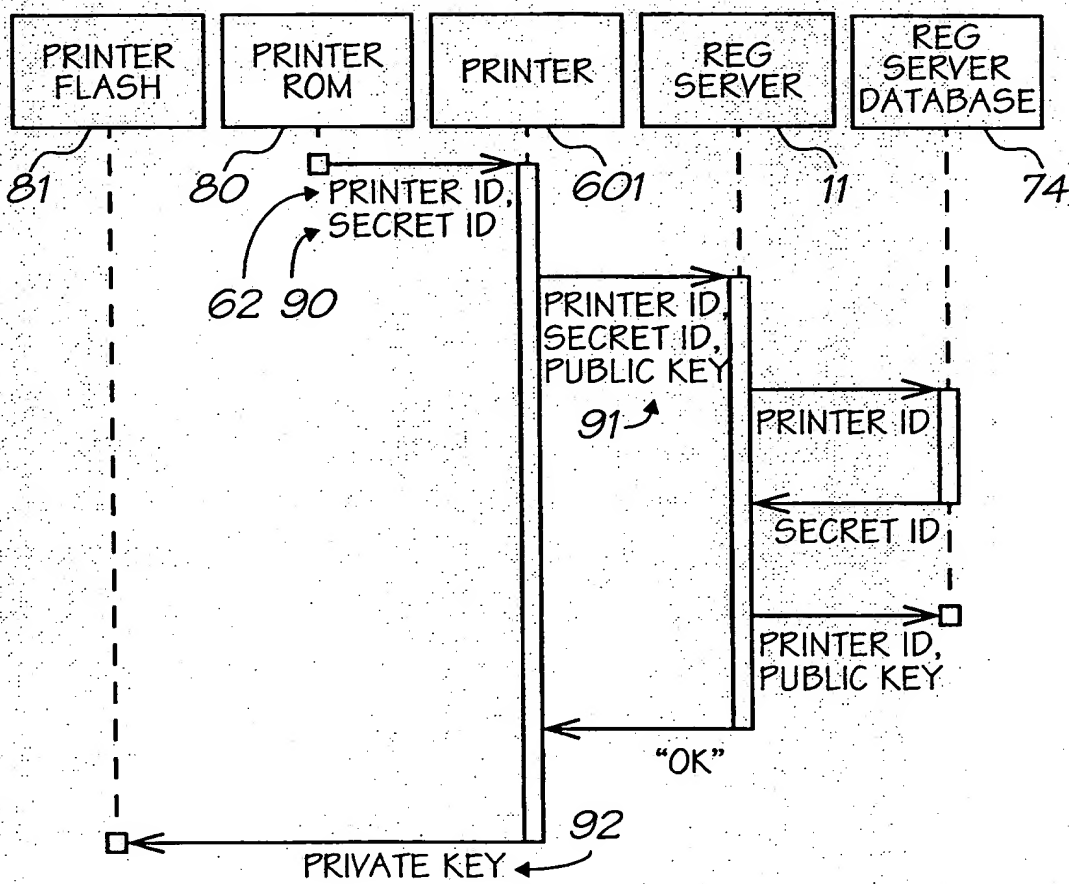 PRINTER
FLASH
PRINTER
ROM
PRINTER
REG
SERVER
REG
SERVER
DATABASE
81
80
601
11
74
PRINTER ID,
SECRET ID
62 90
PRINTER ID,
SECRET ID,
PUBLIC KEY
91
PRINTER ID
SECRET ID
PRINTER ID,
PUBLIC KEY
“OK”
92
PRIVATE KEY